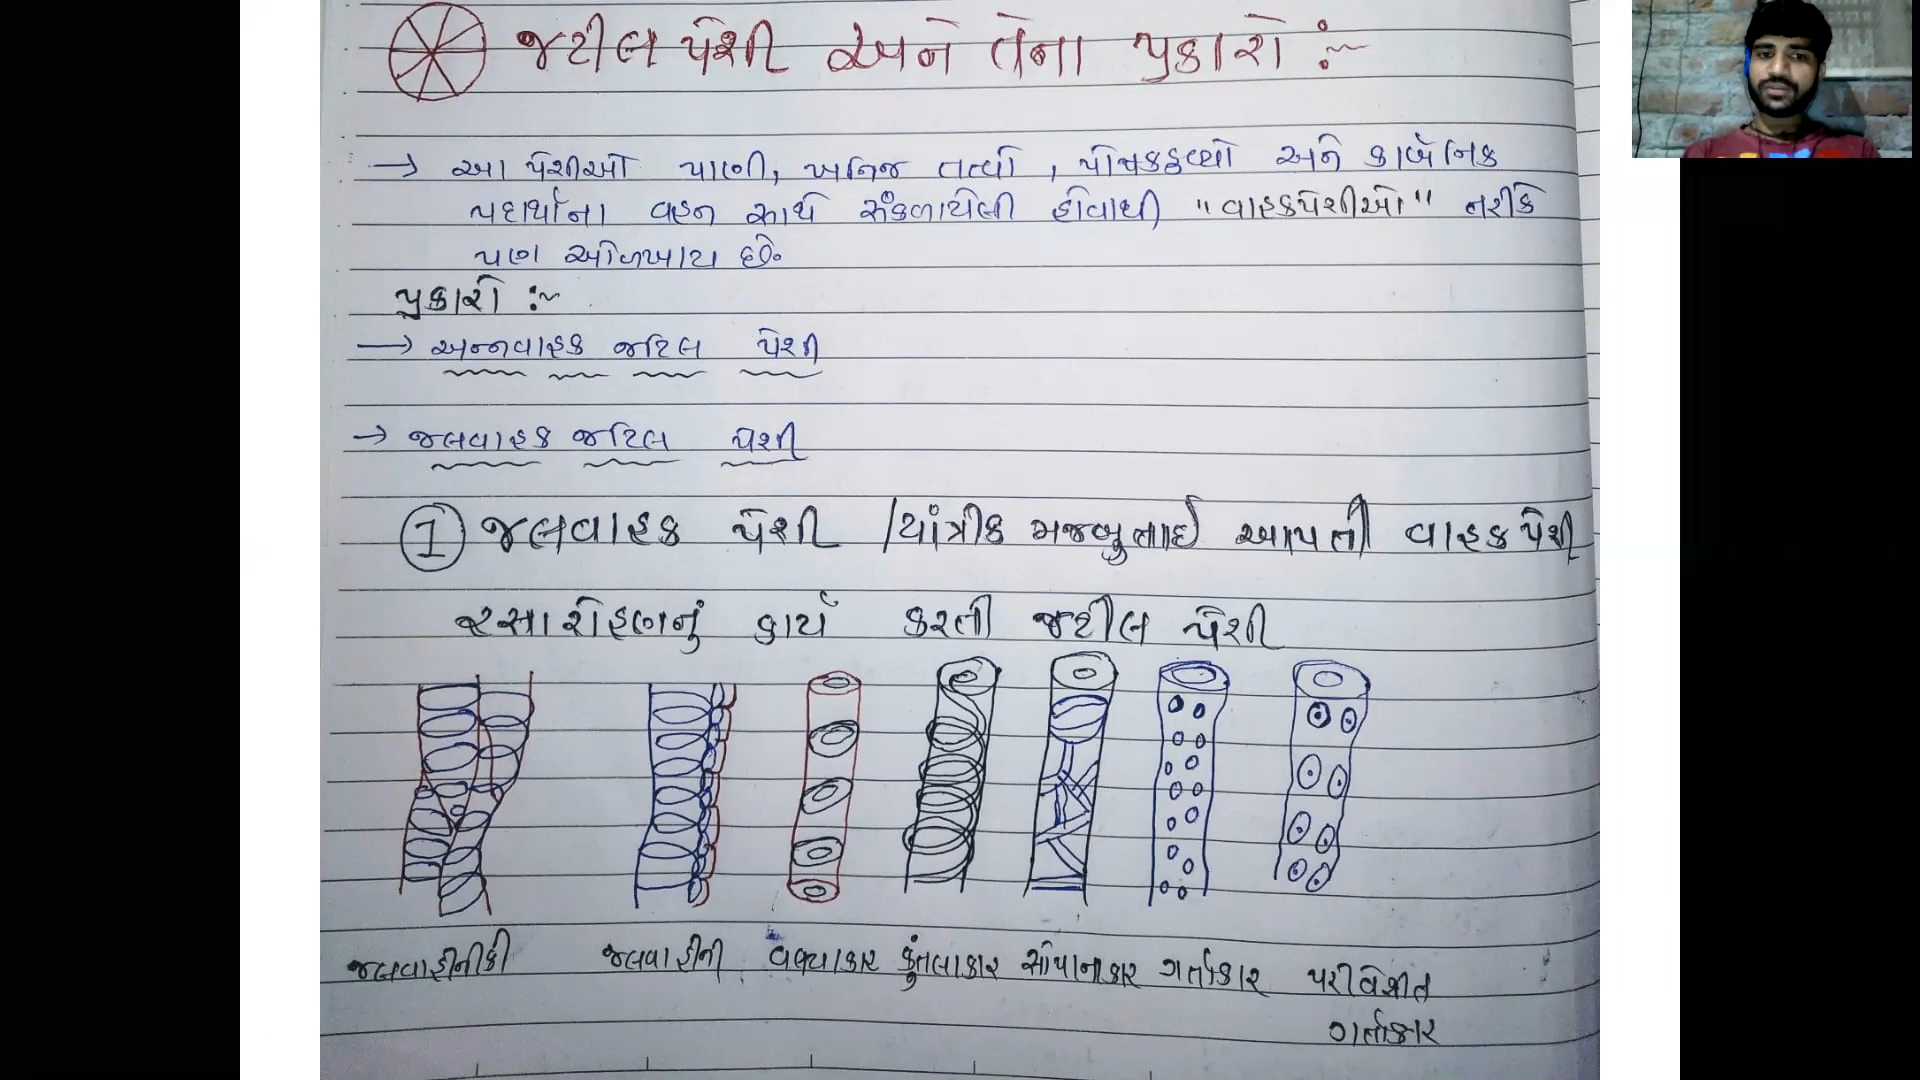 જટીલ પેશી અને તેના પ્રકારો :~
→ આ પેશીઓ પાણી, ખનિજ તત્વો, પોષકદ્રવ્યો અને કાર્બનિક
પદાર્થોના વહન સાથે સંકળાયેલી હોવાથી "વાહકપેશીઓ" તરીકે
પણ ઓળખાય છે.
પ્રકારો :~
→ અન્નવાહક જટિલ પેશી
→ જલવાહક જટિલ પેશી
① જલવાહક પેશી /યાંત્રીક મજબુતાઈ આપતી વાહકપેશી
રસારોહણનું કાર્ય કરતી જટીલ પેશી
જલવાહીનીકી જલવાહીની વલયાકાર કુંતલાકાર સોપાનાકાર ગર્તાકાર પરીવેશીત
ગર્તાકાર